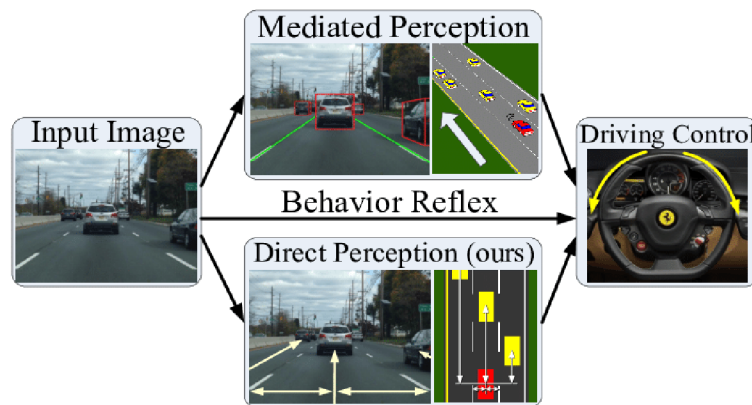 Mediated Perception
Input Image
Driving Control
Behavior Reflex
Direct Perception (ours)